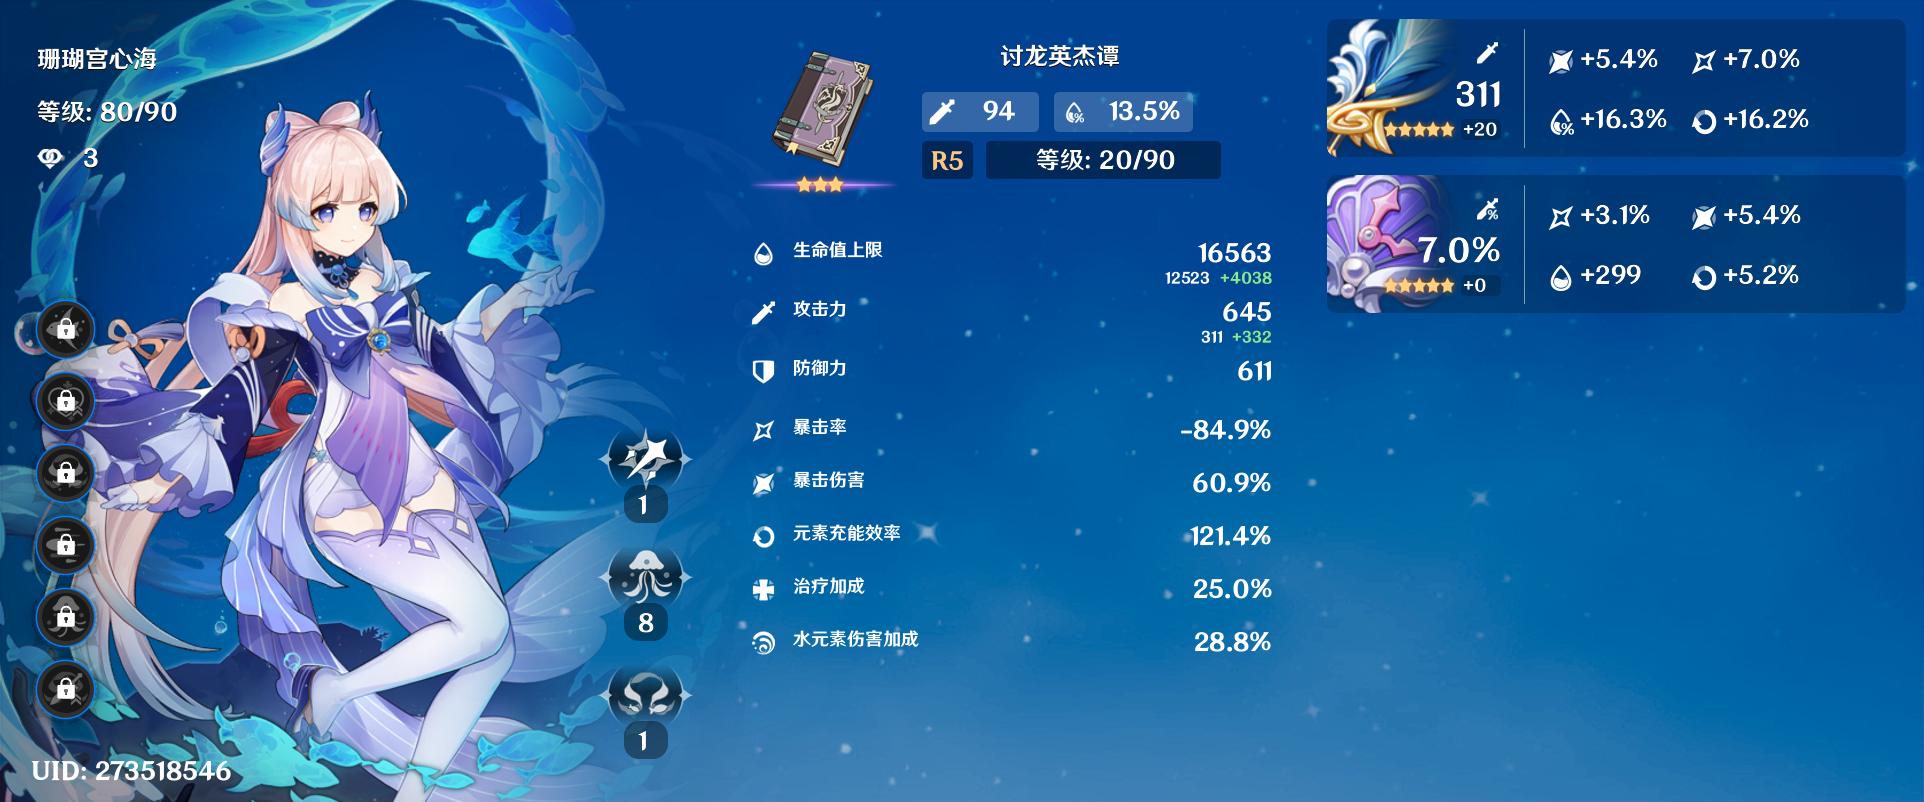 珊瑚宫心海
等级: 80/90
3
1
8
1
UID: 273518546
讨龙英杰谭
94
13.5%
R5
等级: 20/90
生命值上限
16563
12523 +4038
攻击力
645
311 +332
防御力
611
暴击率
-84.9%
暴击伤害
60.9%
元素充能效率
121.4%
治疗加成
25.0%
水元素伤害加成
28.8%
311
+20
+5.4%
+7.0%
+16.3%
+16.2%
7.0%
+0
+3.1%
+5.4%
+299
+5.2%